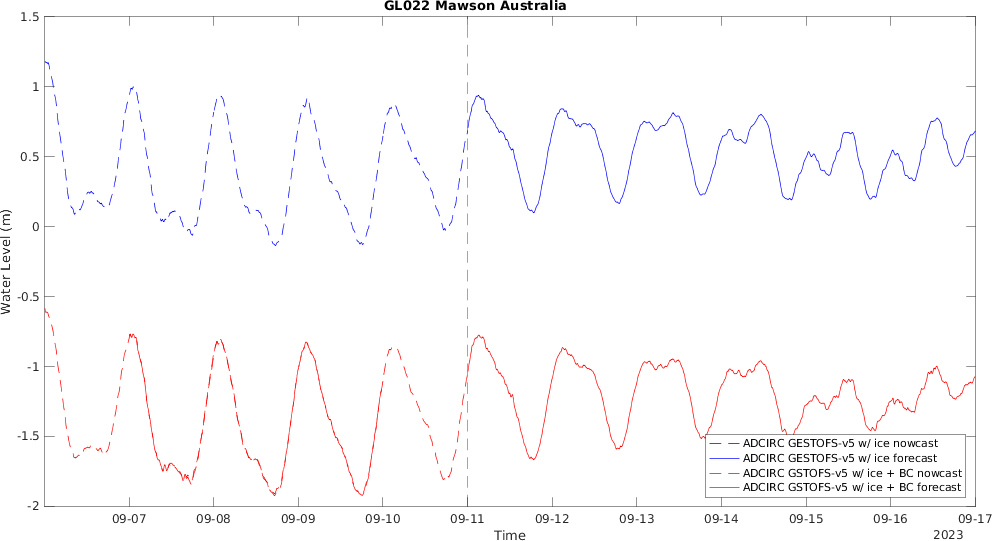 GL022 Mawson Australia
1.5
1
0.5
0
-0.5
-1
-1.5
-2
Water Level (m)
ADCIRC GESTOFS-v5 w/ ice nowcast
ADCIRC GESTOFS-v5 w/ ice forecast
ADCIRC GSTOFS-v5 w/ ice + BC nowcast
ADCIRC GSTOFS-v5 w/ ice + BC forecast
09-07 09-08 09-09 09-10 09-11 09-12 09-13 09-14 09-15 09-16 09-17
Time
2023